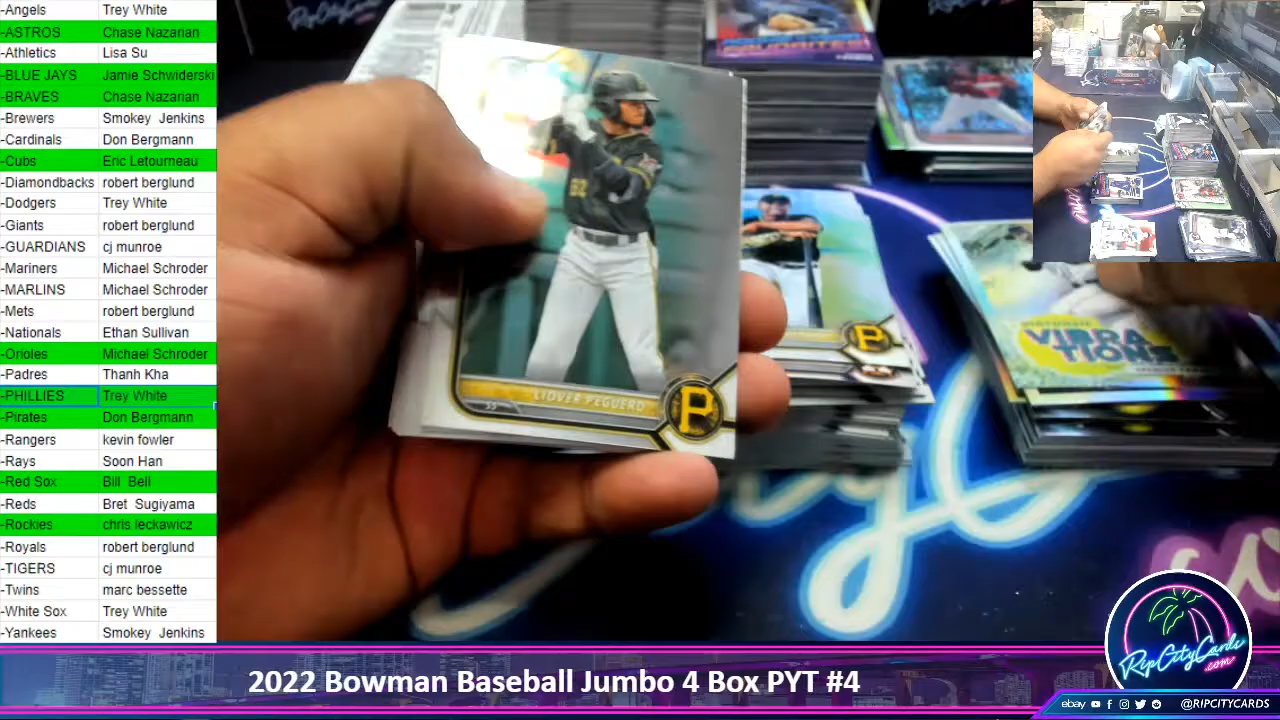 -Angels Trey White
-ASTROS Chase Nazarian
-Athletics Lisa Su
-BLUE JAYS Jamie Schwiderski
-BRAVES Chase Nazarian
-Brewers Smokey Jenkins
-Cardinals Don Bergmann
-Cubs Eric Letourneau
-Diamondbacks robert berglund
-Dodgers Trey White
-Giants robert berglund
-GUARDIANS cj munroe
-Mariners Michael Schroder
-MARLINS Michael Schroder
-Mets robert berglund
-Nationals Ethan Sullivan
-Orioles Michael Schroder
-Padres Thanh Kha
-PHILLIES Trey White
-Pirates Don Bergmann
-Rangers kevin fowler
-Rays Soon Han
-Red Sox Bill Bell
-Reds Bret Sugiyama
-Rockies chris leckawicz
-Royals robert berglund
-TIGERS cj munroe
-Twins marc bessette
-White Sox Trey White
-Yankees Smokey Jenkins
LIOVER PEGUERO
P
P
VIBRA
TIONS
RipCityCards
.com
2022 Bowman Baseball Jumbo 4 Box PYT #4
ebay @RIPCITYCARDS